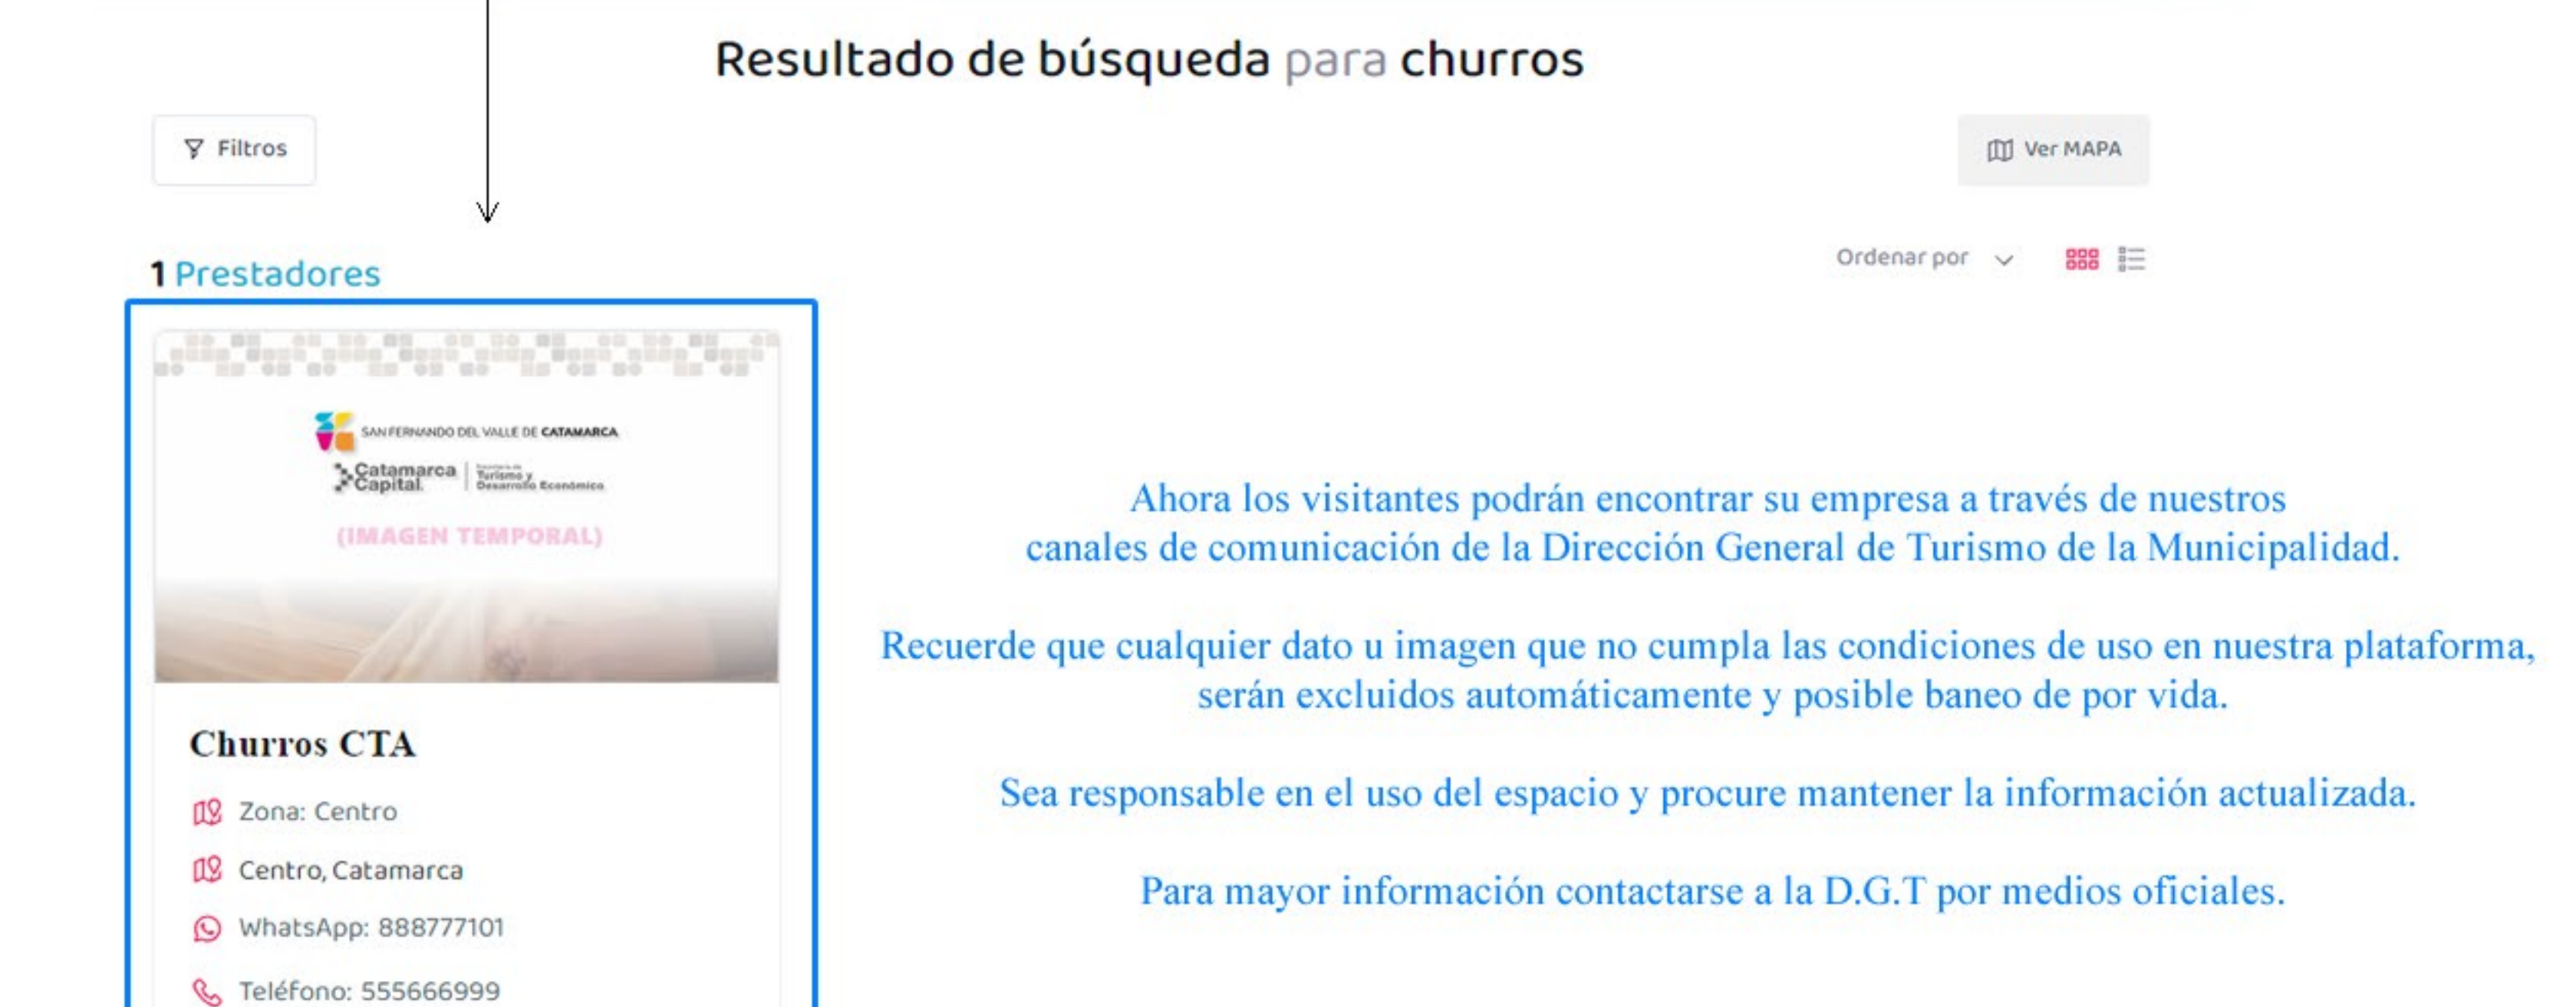 Resultado de búsqueda para churros
Filtros
Ver MAPA
1 Prestadores
Ordenar por
SAN FERNANDO DEL VALLE DE CATAMARCA
Catamarca
Capital
Turismo y
Desarrollo Económico
(IMAGEN TEMPORAL)
Churros CTA
Zona: Centro
Centro, Catamarca
WhatsApp: 888777101
Teléfono: 555666999
Ahora los visitantes podrán encontrar su empresa a través de nuestros
canales de comunicación de la Dirección General de Turismo de la Municipalidad.
Recuerde que cualquier dato u imagen que no cumpla las condiciones de uso en nuestra plataforma,
serán excluidos automáticamente y posible baneo de por vida.
Sea responsable en el uso del espacio y procure mantener la información actualizada.
Para mayor información contactarse a la D.G.T por medios oficiales.